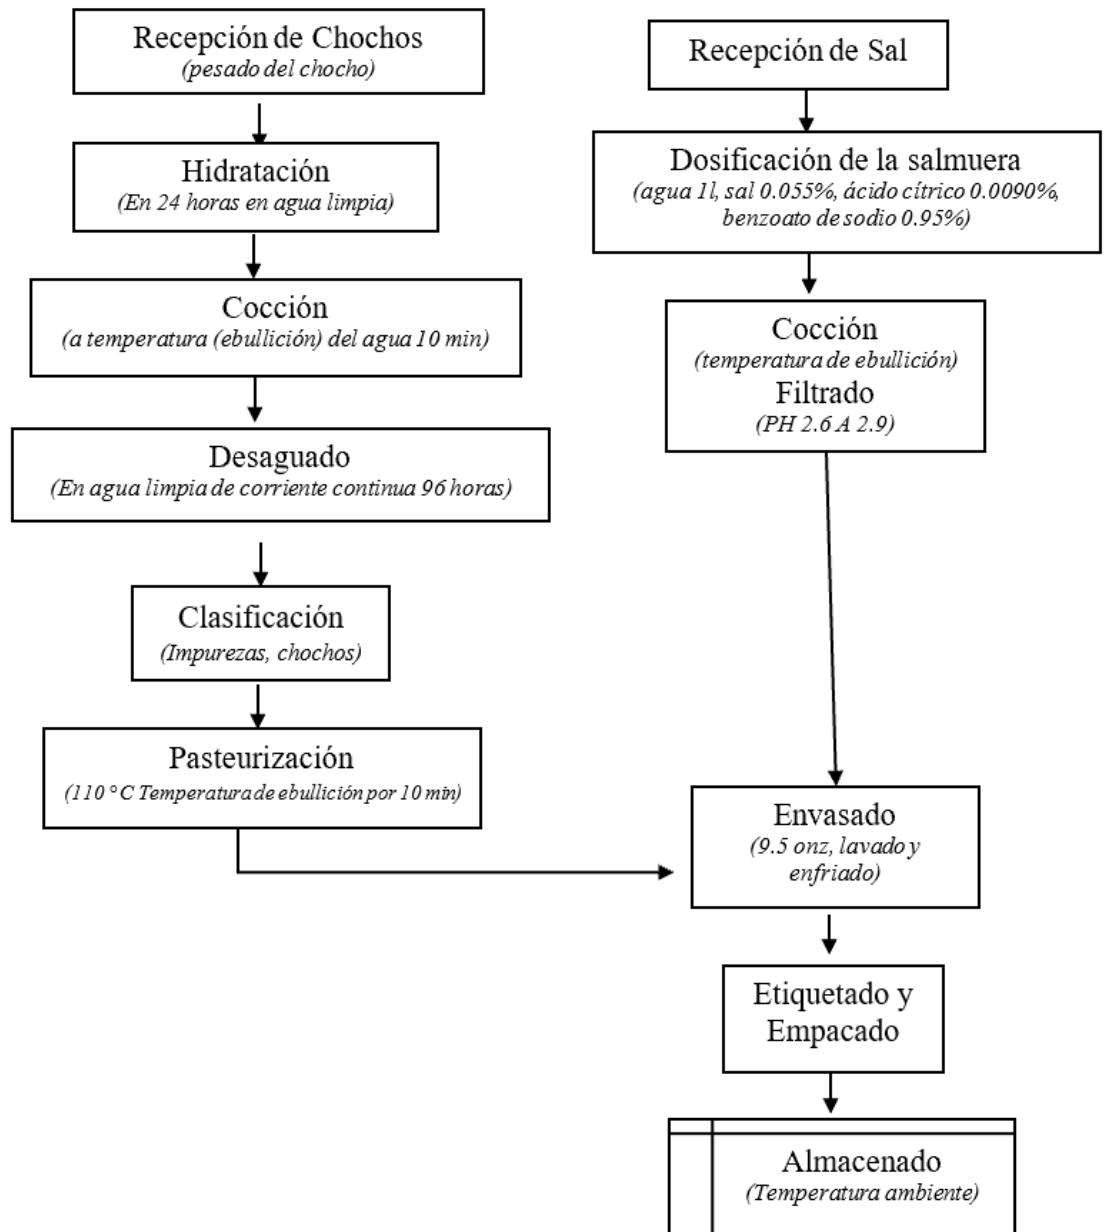 Recepción de Chochos
(pesado del chocho)
Hidratación
(En 24 horas en agua limpia)
Cocción
(a temperatura (ebullición) del agua 10 min)
Desaguado
(En agua limpia de corriente continua 96 horas)
Clasificación
(Impurezas, chochos)
Pasteurización
(110 °C Temperatura de ebullición por 10 min)
Recepción de Sal
Dosificación de la salmuera
(agua 1l, sal 0.055%, ácido cítrico 0.0090%,
benzoato de sodio 0.95%)
Cocción
(temperatura de ebullición)
Filtrado
(PH 2.6 A 2.9)
Envasado
(9.5 onz, lavado y
enfriado)
Etiquetado y
Empacado
Almacenado
(Temperatura ambiente)